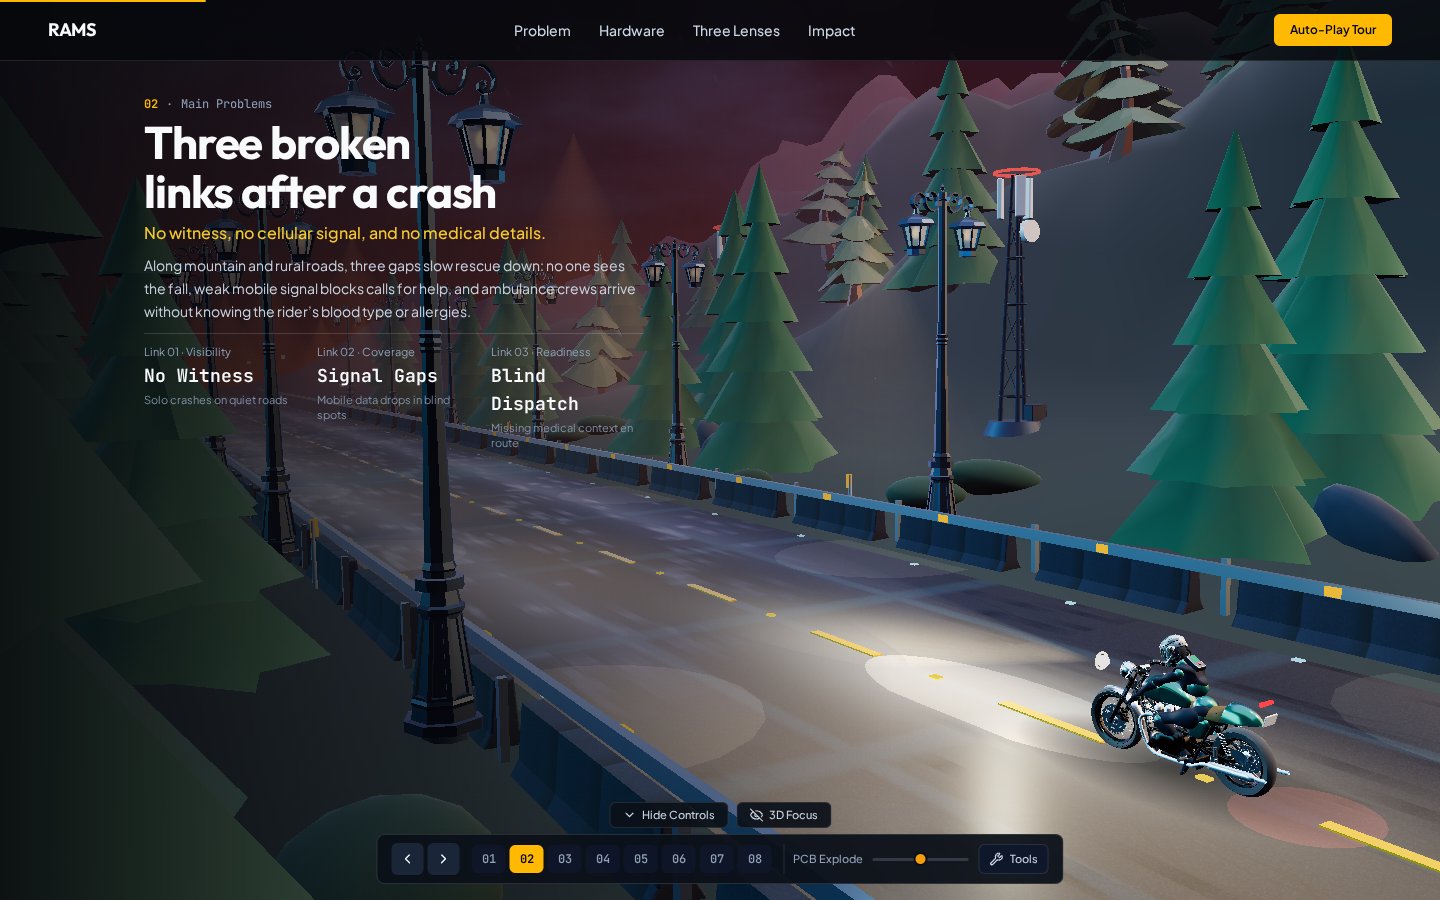 RAMS
Problem
Hardware
Three Lenses
Impact
Auto-Play Tour
02 · Main Problems
Three broken
links after a crash
No witness, no cellular signal, and no medical details.
Along mountain and rural roads, three gaps slow rescue down: no one sees
the fall, weak mobile signal blocks calls for help, and ambulance crews arrive
without knowing the rider's blood type or allergies.
Link 01 · Visibility
No Witness
Solo crashes on quiet roads
Link 02 · Coverage
Signal Gaps
Mobile data drops in blind
spots
Link 03 · Readiness
Blind
Dispatch
Missing medical context en
route
Hide Controls
3D Focus
01
02
03
04
05
06
07
08
PCB Explode
Tools